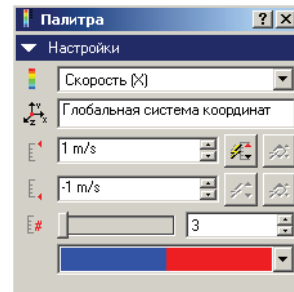 Палитра
Настройки
Скорость (X)
Глобальная система координат
1 m/s
-1 m/s
3